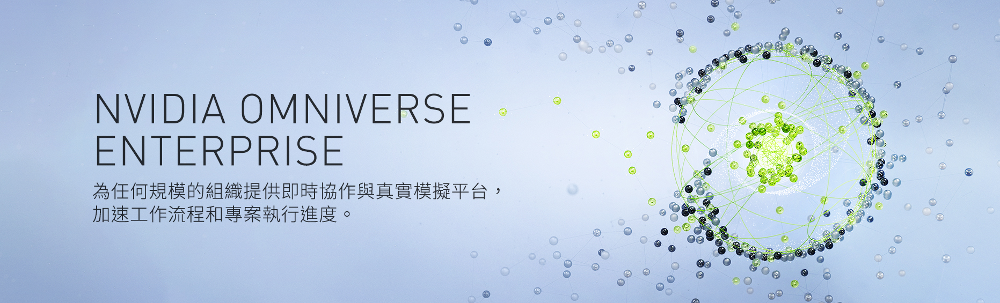 NVIDIA OMNIVERSE
ENTERPRISE
為任何規模的組織提供即時協作與真實模擬平台，
加速工作流程和專案執行進度。